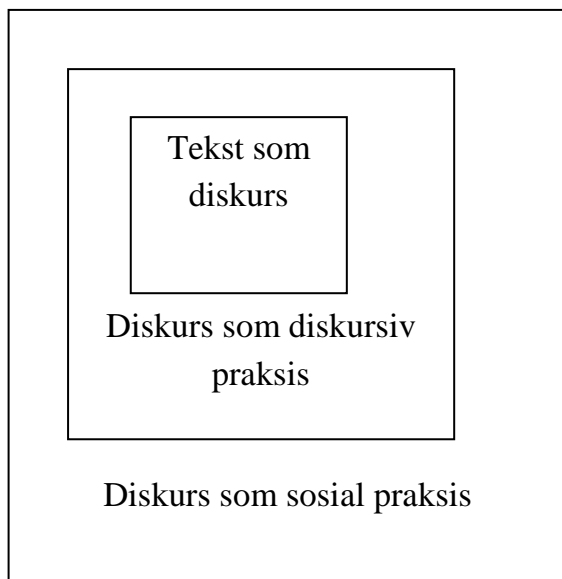 Tekst som
diskurs
Diskurs som diskursiv
praksis
Diskurs som sosial praksis